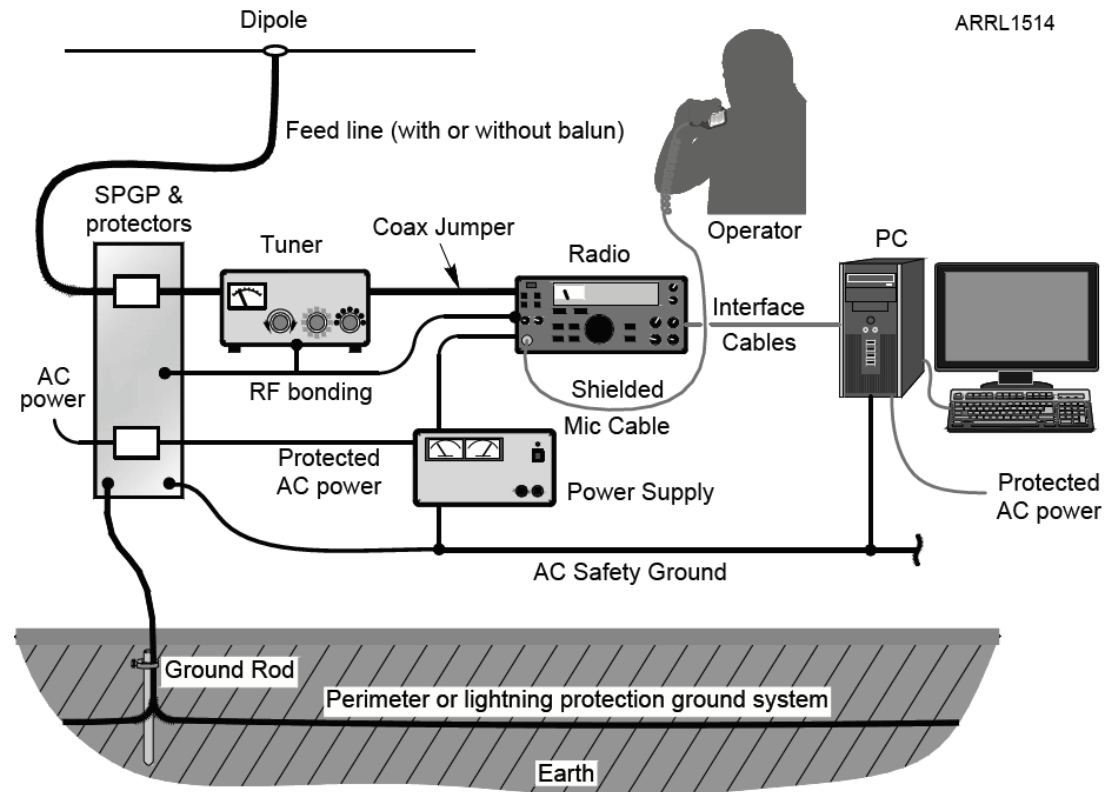 Dipole
ARRL1514
Feed line (with or without balun)
SPGP &
protectors
Tuner
Coax Jumper
Radio
Operator
PC
Interface
Cables
AC
power
RF bonding
Shielded
Mic Cable
Protected
AC power
Power Supply
Protected
AC power
AC Safety Ground
Ground Rod
Perimeter or lightning protection ground system
Earth